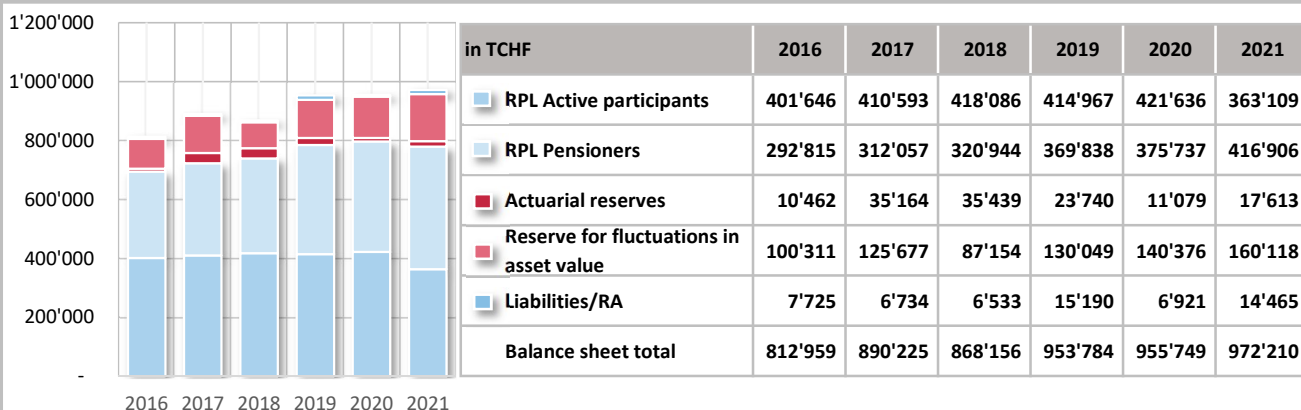 1'200'000
1'000'000
800'000
600'000
400'000
200'000
-
2016 2017 2018 2019 2020 2021
in TCHF 2016 2017 2018 2019 2020 2021
RPL Active participants 401'646 410'593 418'086 414'967 421'636 363'109
RPL Pensioners 292'815 312'057 320'944 369'838 375'737 416'906
Actuarial reserves 10'462 35'164 35'439 23'740 11'079 17'613
Reserve for fluctuations in
asset value 100'311 125'677 87'154 130'049 140'376 160'118
Liabilities/RA 7'725 6'734 6'533 15'190 6'921 14'465
Balance sheet total 812'959 890'225 868'156 953'784 955'749 972'210